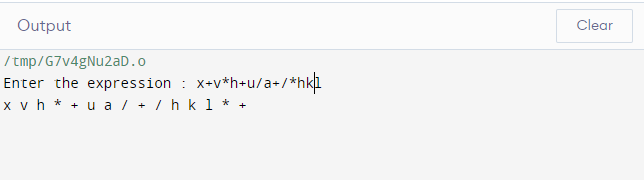 Output
Clear
/tmp/G7v4gNu2aD.o
Enter the expression : x+v*h+u/a+/*hkl
x v h * + u a / + / h k l * +